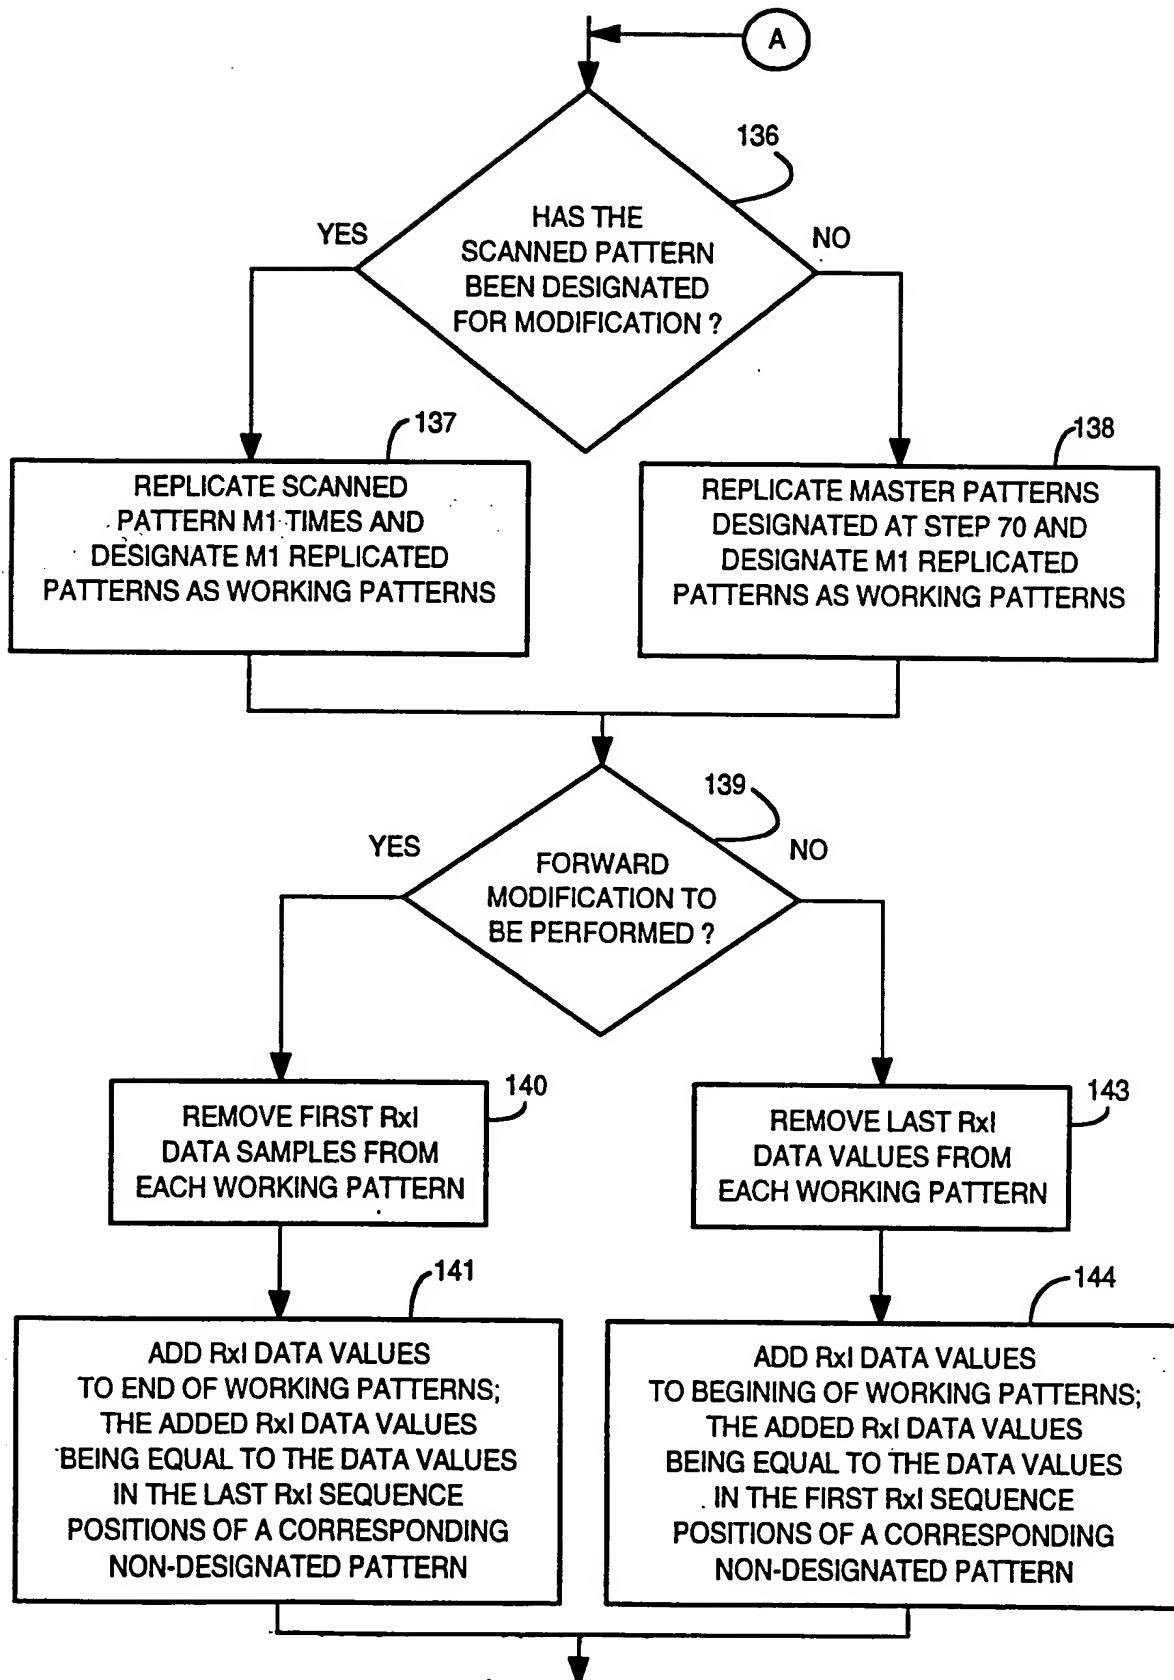 A
136
HAS THE
SCANNED PATTERN
BEEN DESIGNATED
FOR MODIFICATION ?
YES
NO
137
REPLICATE SCANNED
PATTERN M1 TIMES AND
DESIGNATE M1 REPLICATED
PATTERNS AS WORKING PATTERNS
138
REPLICATE MASTER PATTERNS
DESIGNATED AT STEP 70 AND
DESIGNATE M1 REPLICATED
PATTERNS AS WORKING PATTERNS
139
YES
NO
FORWARD
MODIFICATION TO
BE PERFORMED ?
140
REMOVE FIRST RxI
DATA SAMPLES FROM
EACH WORKING PATTERN
143
REMOVE LAST RxI
DATA VALUES FROM
EACH WORKING PATTERN
141
ADD RxI DATA VALUES
TO END OF WORKING PATTERNS;
THE ADDED RxI DATA VALUES
BEING EQUAL TO THE DATA VALUES
IN THE LAST RxI SEQUENCE
POSITIONS OF A CORRESPONDING
NON-DESIGNATED PATTERN
144
ADD RxI DATA VALUES
TO BEGINING OF WORKING PATTERNS;
THE ADDED RxI DATA VALUES
BEING EQUAL TO THE DATA VALUES
IN THE FIRST RxI SEQUENCE
POSITIONS OF A CORRESPONDING
NON-DESIGNATED PATTERN